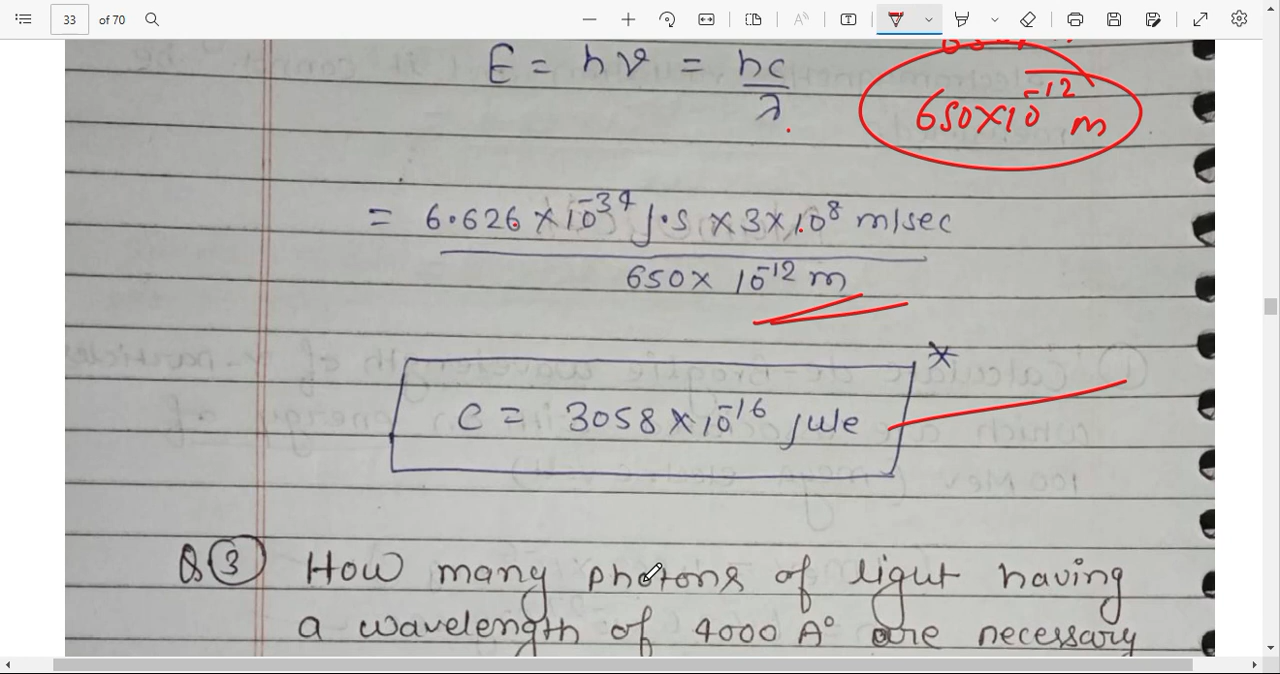 33 of 70
E = hν = hc/λ
650×10⁻¹² m
= 6.626×10⁻³⁴ J.s × 3×10⁸ m/sec
650× 10⁻¹² m
*
e = 3058×10⁻¹⁶ jule
Q③ How many photons of light having
a wavelength of 4000 A° are necessary